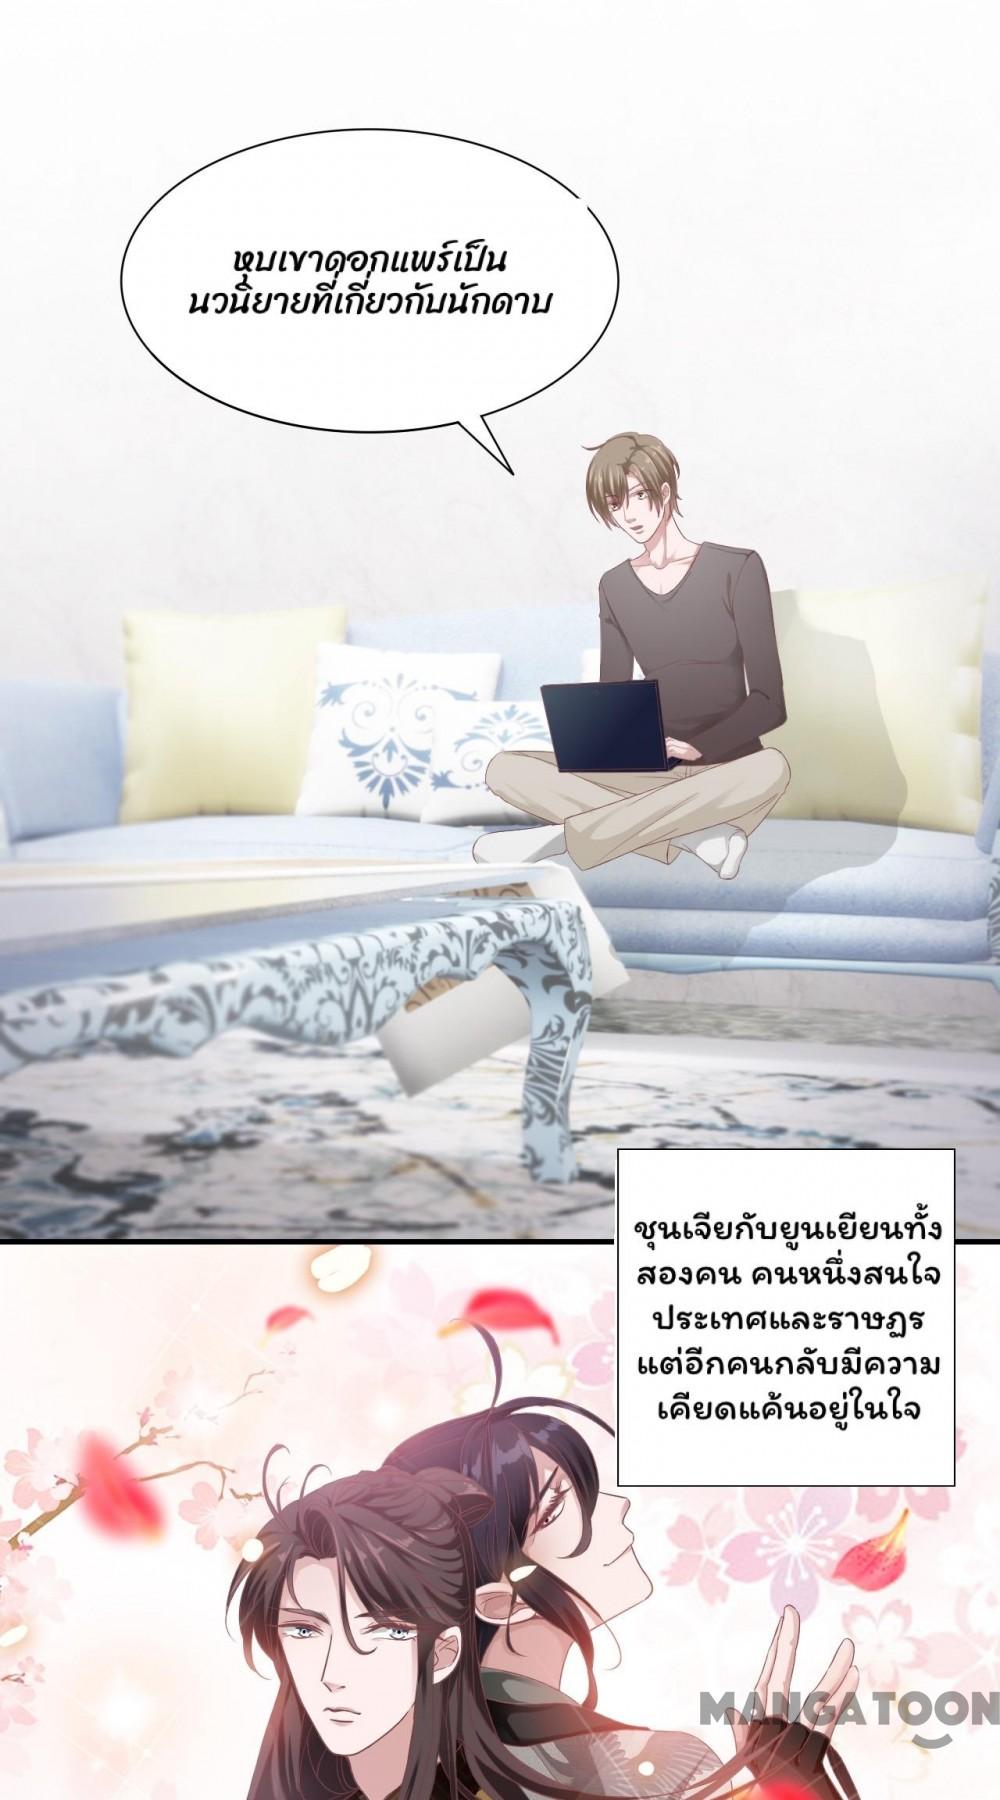 หุบเขาดอกแพร์เป็น
นวนิยายที่เกี่ยวกับนักดาบ
ชุนเจียกับยูนเยียนทั้ง
สองคน คนหนึ่งสนใจ
ประเทศและราษฎร
แต่อีกคนกลับมีความ
เคียดแค้นอยู่ในใจ
MANGATOON